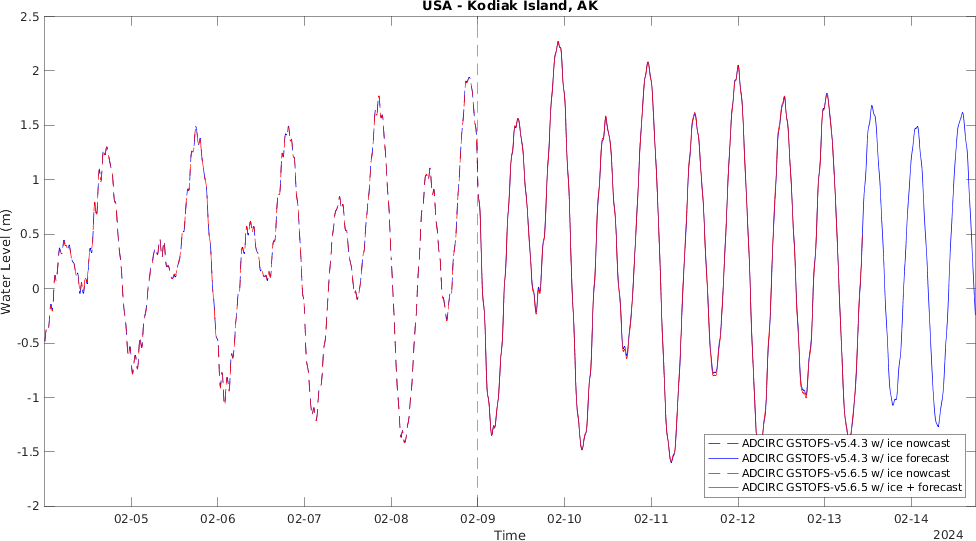 USA - Kodiak Island, AK
2.5
2
1.5
1
0.5
0
-0.5
-1
-1.5
-2
Water Level (m)
ADCIRC GSTOFS-v5.4.3 w/ ice nowcast
ADCIRC GSTOFS-v5.4.3 w/ ice forecast
ADCIRC GSTOFS-v5.6.5 w/ ice nowcast
ADCIRC GSTOFS-v5.6.5 w/ ice + forecast
02-05 02-06 02-07 02-08 02-09 02-10 02-11 02-12 02-13 02-14
Time
2024